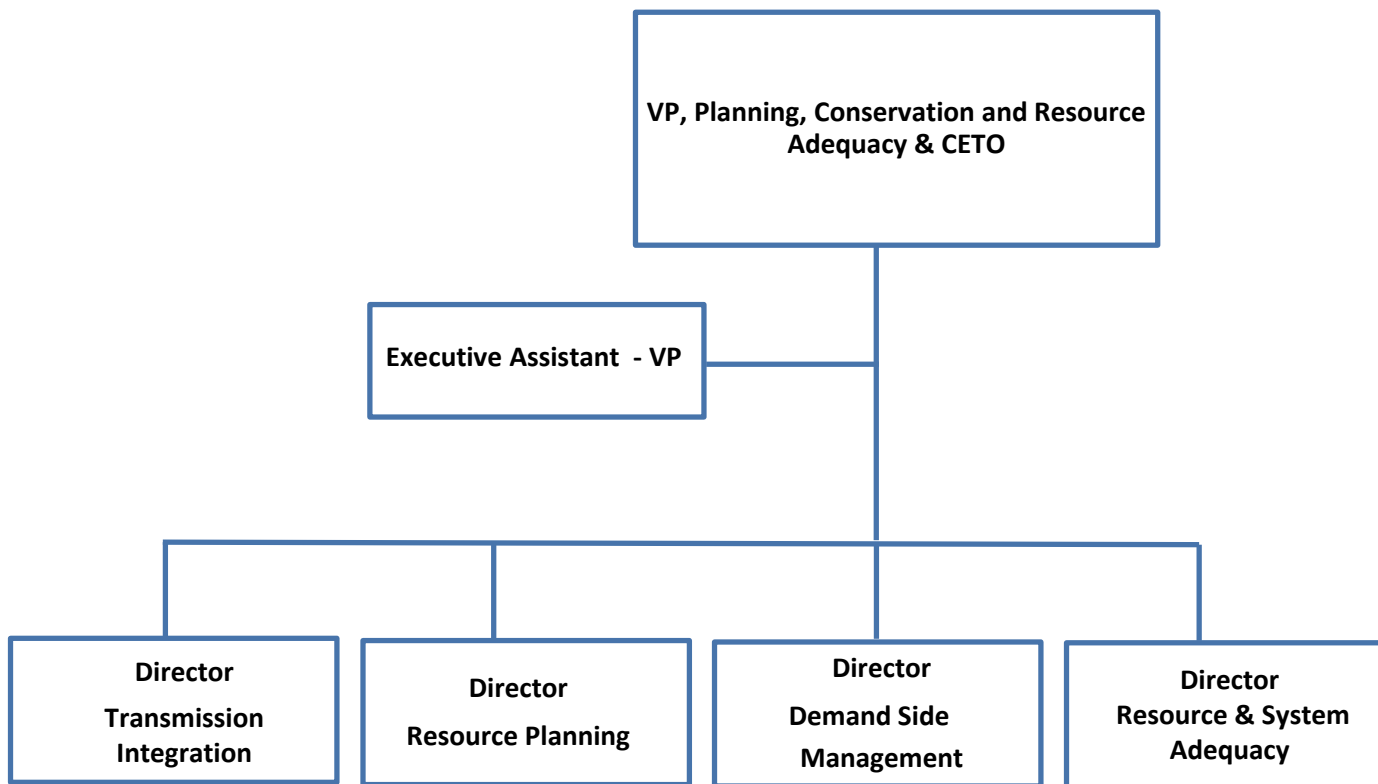 VP, Planning, Conservation and Resource
Adequacy & CETO
Executive Assistant - VP
Director
Transmission
Integration
Director
Resource Planning
Director
Demand Side
Management
Director
Resource & System
Adequacy